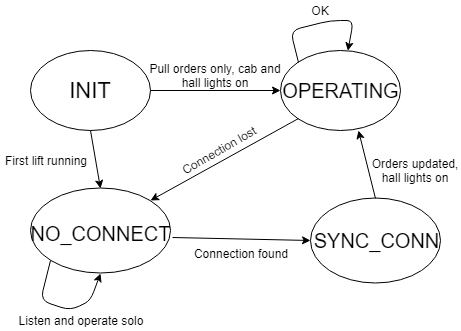 OK
Pull orders only, cab and
hall lights on
INIT
OPERATING
Connection lost
First lift running
Orders updated,
hall lights on
NO_CONNECT
SYNC_CONN
Connection found
Listen and operate solo